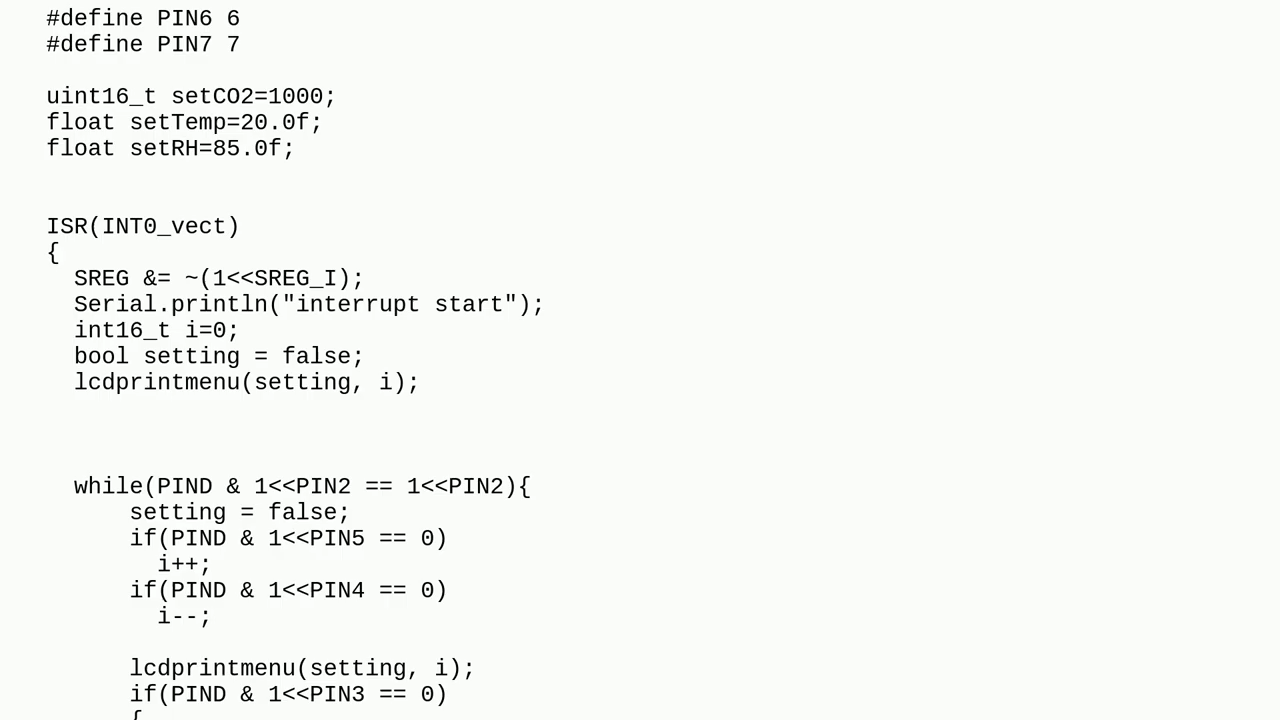 #define PIN6 6
#define PIN7 7
uint16_t setCO2=1000;
float setTemp=20.0f;
float setRH=85.0f;
ISR(INT0_vect)
{
SREG &= ~(1<<SREG_I);
Serial.println("interrupt start");
int16_t i=0;
bool setting = false;
lcdprintmenu(setting, i);
while(PIND & 1<<PIN2 == 1<<PIN2){
setting = false;
if(PIND & 1<<PIN5 == 0)
i++;
if(PIND & 1<<PIN4 == 0)
i--;
lcdprintmenu(setting, i);
if(PIND & 1<<PIN3 == 0)
{